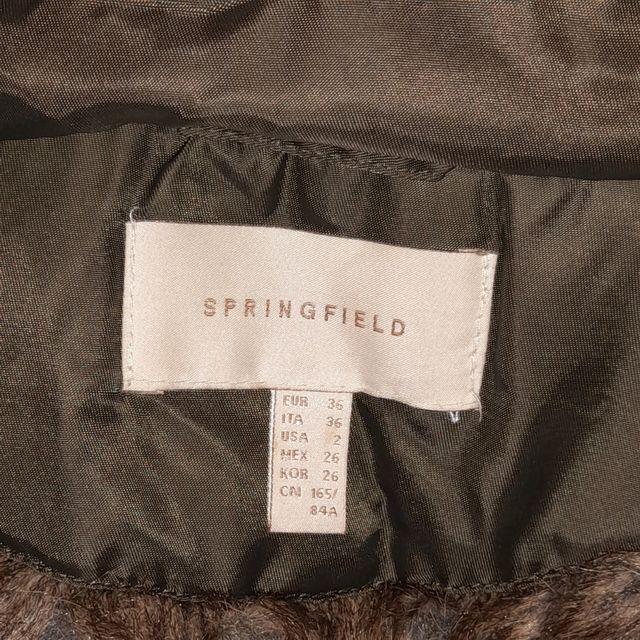 SPRINGFIELD
EUR 36
ITA 36
USA 2
MEX 26
KOR 26
CN 165/
84A